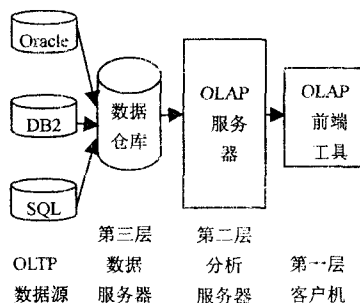 Oracle
DB2
SQL
数据
仓库
OLAP
服务
器
OLAP
前端
工具
OLTP
数据源
第三层
数据
服务器
第二层
分析
服务器
第一层
客户机